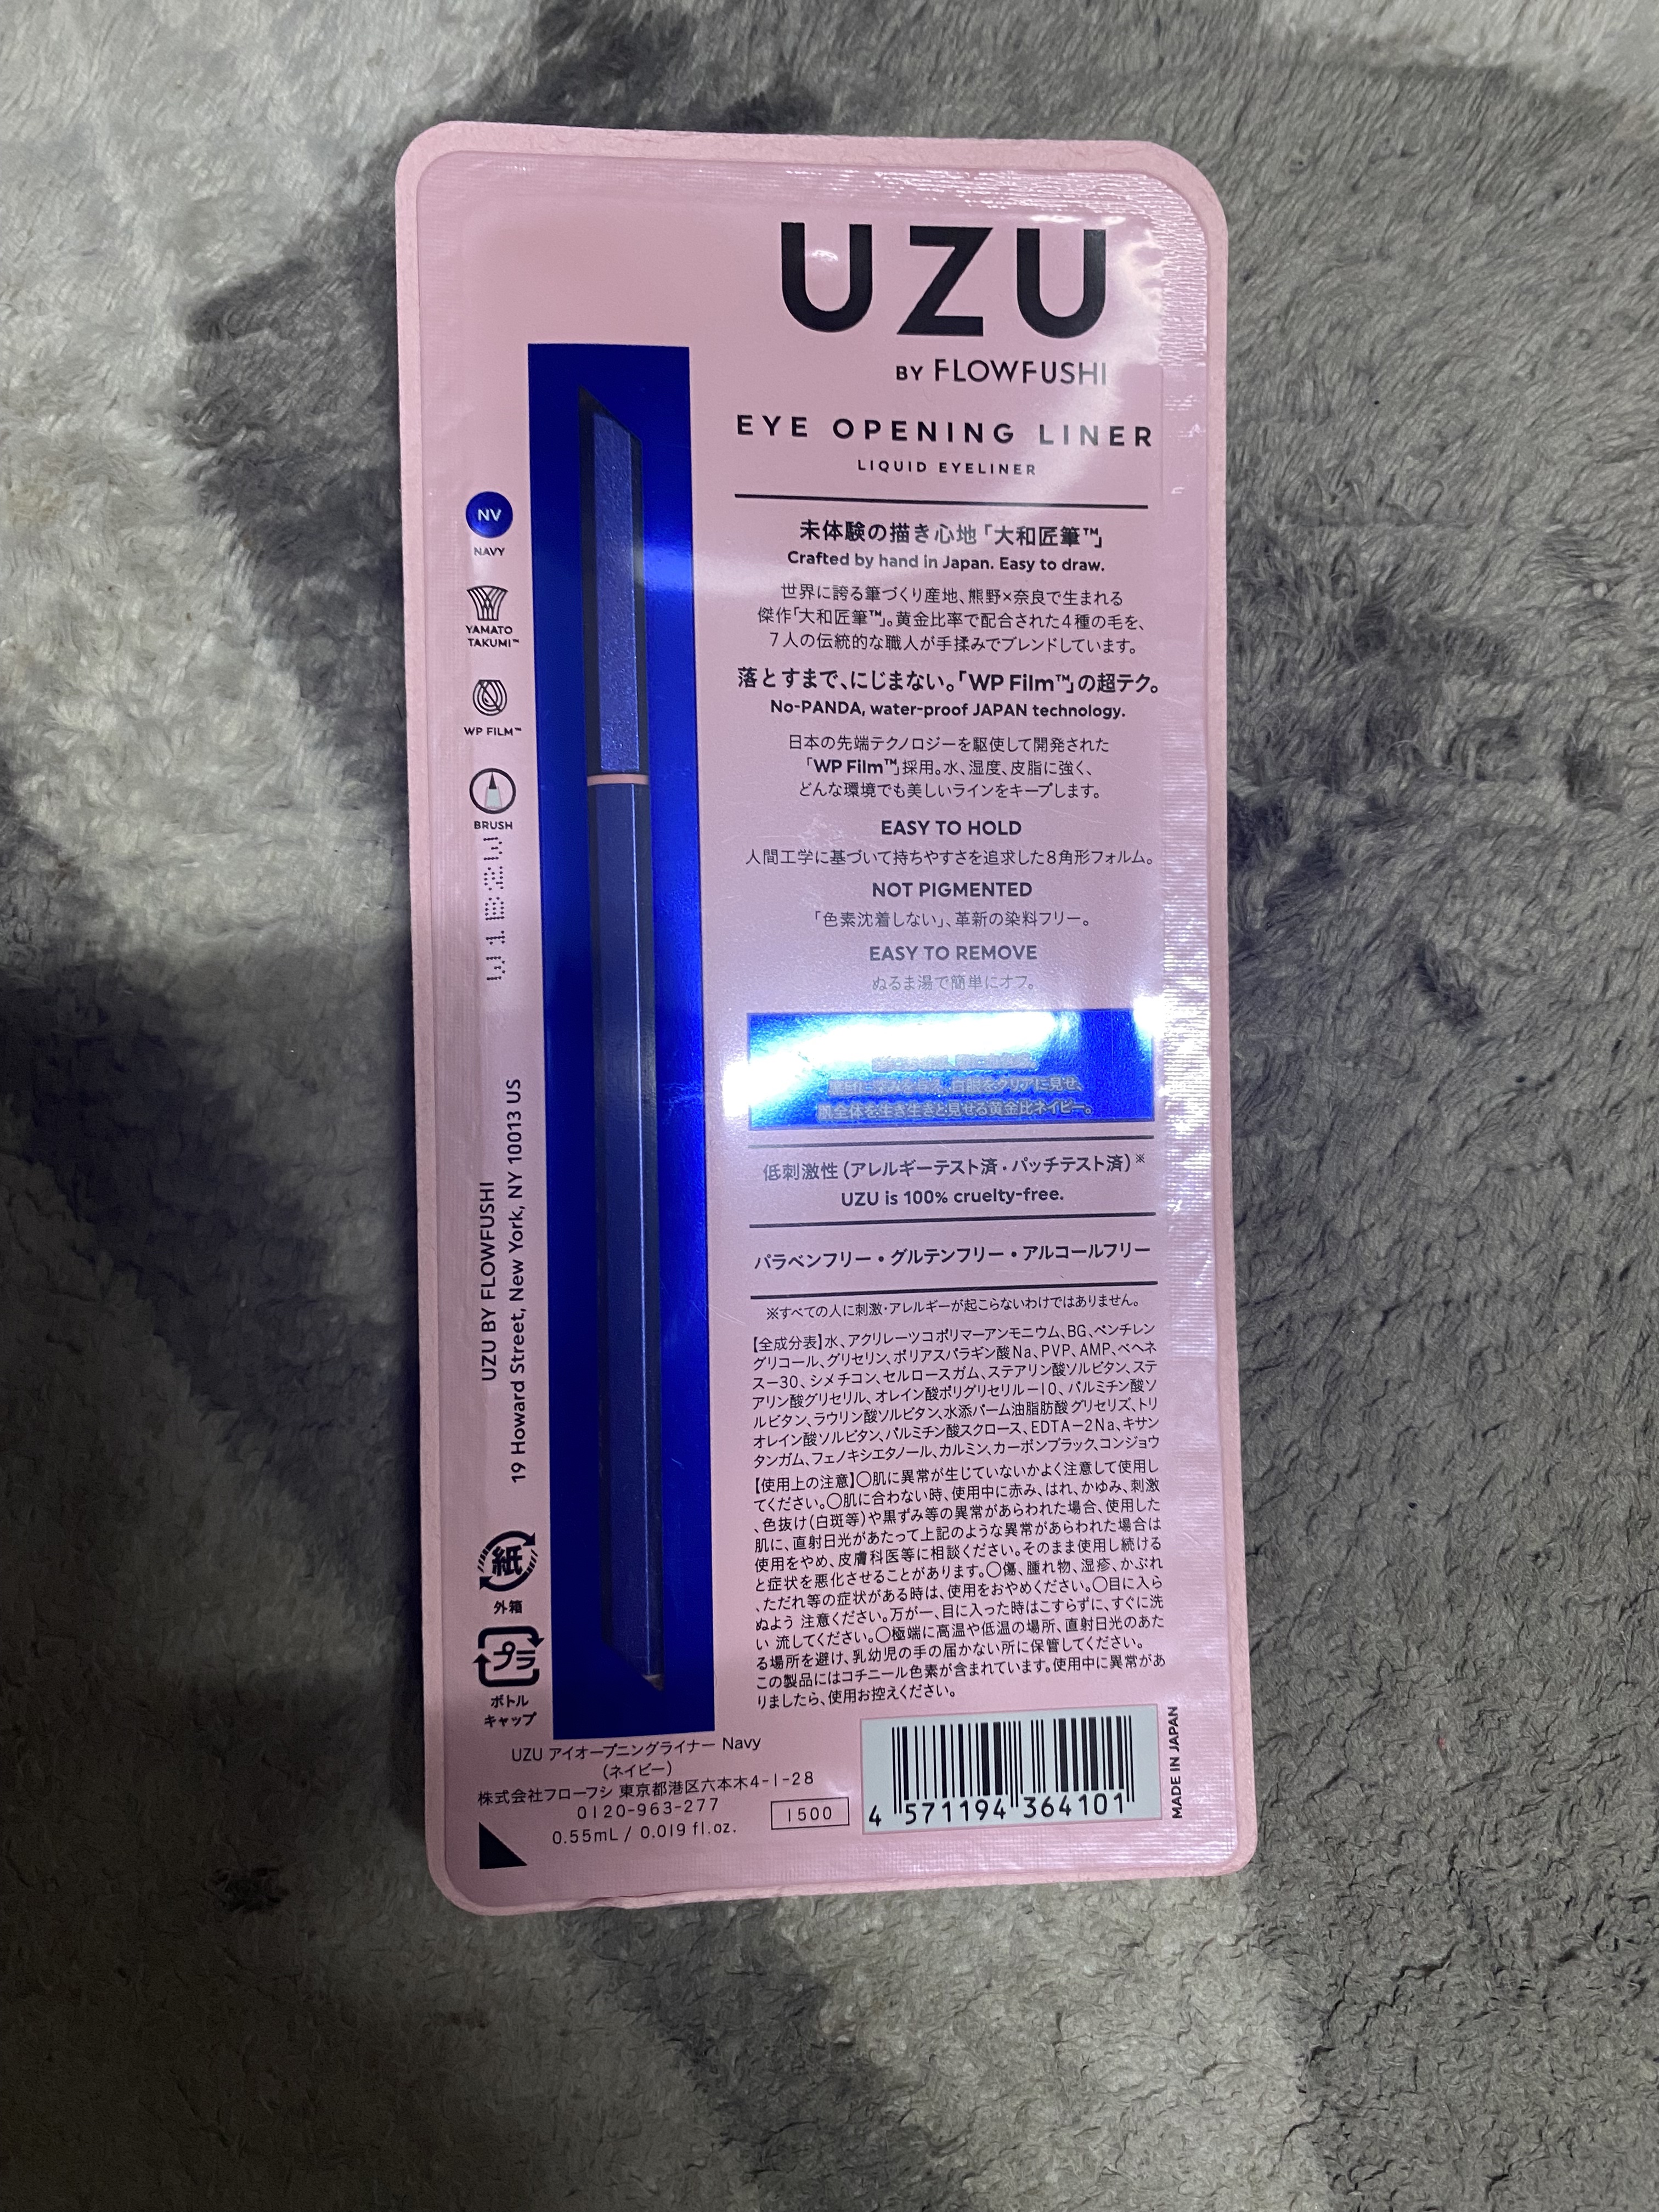 UZU
BY FLOWFUSHI
EYE OPENING LINER
LIQUID EYELINER
未体験の描き心地「大和匠筆™」
Crafted by hand in Japan. Easy to draw.
世界に誇る筆づくり産地、熊野×奈良で生まれる
傑作「大和匠筆™」。黄金比率で配合された4種の毛を、
7人の伝統的な職人が手揉みでブレンドしています。
落とすまで、にじまない。「WP Film™」の超テク。
No-PANDA, water-proof JAPAN technology.
日本の先端テクノロジーを駆使して開発された
「WP Film™」採用。水、湿度、皮脂に強く、
どんな環境でも美しいラインをキープします。
EASY TO HOLD
人間工学に基づいて持ちやすさを追求した8角形フォルム。
NOT PIGMENTED
「色素沈着しない」、革新の染料フリー。
EASY TO REMOVE
ぬるま湯で簡単にオフ。
白眼をクリアに見せ、
顔全体を生き生きと見せる黄金比ネイビー。
低刺激性(アレルギーテスト済・パッチテスト済)※
UZU is 100% cruelty-free.
パラベンフリー・グルテンフリー・アルコールフリー
※すべての人に刺激・アレルギーが起こらないわけではありません。
【全成分表】水、アクリレーツコポリマーアンモニウム、BG、ペンチレン
グリコール、グリセリン、ポリアスパラギン酸Na、PVP、AMP、ベヘネ
ス−30、シメチコン、セルロースガム、ステアリン酸ソルビタン、ステ
アリン酸グリセリル、オレイン酸ポリグリセリル−10、パルミチン酸ソ
ルビタン、ラウリン酸ソルビタン、水添パーム油脂肪酸グリセリズ、トリ
オレイン酸ソルビタン、パルミチン酸スクロース、EDTA−2Na、キサン
タンガム、フェノキシエタノール、カルミン、カーボンブラック、コンジョウ
【使用上の注意】〇肌に異常が生じていないかよく注意して使用し
てください。〇肌に合わない時、使用中に赤み、はれ、かゆみ、刺激
、色抜け(白斑等)や黒ずみ等の異常があらわれた場合、使用した
肌に、直射日光があたって上記のような異常があらわれた場合は
使用をやめ、皮膚科医等に相談ください。そのまま使用し続ける
と症状を悪化させることがあります。〇傷、腫れ物、湿疹、かぶれ
、ただれ等の症状がある時は、使用をおやめください。〇目に入ら
ぬよう 注意ください。万が一、目に入った時はこすらずに、すぐに洗
い 流してください。〇極端に高温や低温の場所、直射日光のあた
る場所を避け、乳幼児の手の届かない所に保管してください。
この製品にはコチニール色素が含まれています。使用中に異常があ
りましたら、使用お控えください。
NV
NAVY
YAMATO
TAKUMI™
WP FILM™
BRUSH
UZU BY FLOWFUSHI
19 Howard Street, New York, NY 10013 US
紙
外箱
プラ
ボトル
キャップ
UZU アイオープニングライナー Navy
(ネイビー)
株式会社フローフシ 東京都港区六本木4-1-28
0120-963-277
0.55mL / 0.019 fl.oz.
1500
4 571194 364101
MADE IN JAPAN